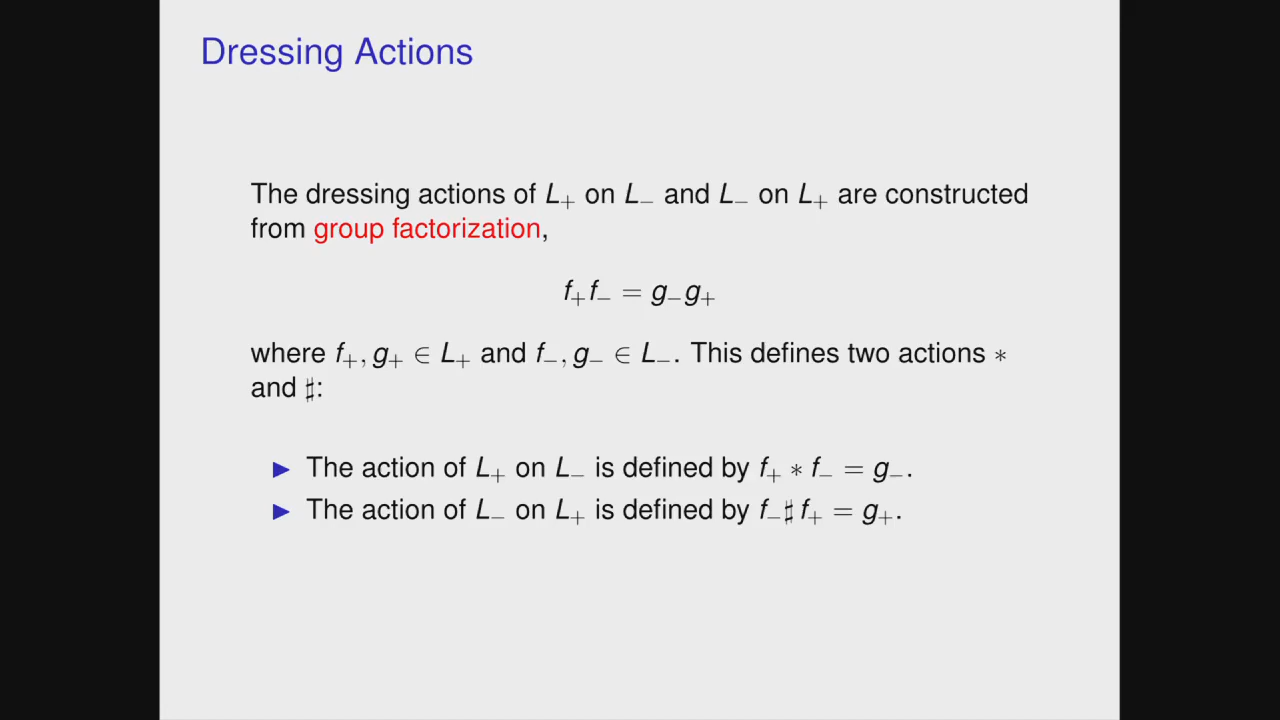 Dressing Actions
The dressing actions of L₊ on L₋ and L₋ on L₊ are constructed
from group factorization,
f₊f₋ = g₋g₊
where f₊, g₊ ∈ L₊ and f₋, g₋ ∈ L₋. This defines two actions ∗
and ♮:
▶ The action of L₊ on L₋ is defined by f₊ ∗ f₋ = g₋.
▶ The action of L₋ on L₊ is defined by f₋♮ f₊ = g₊.